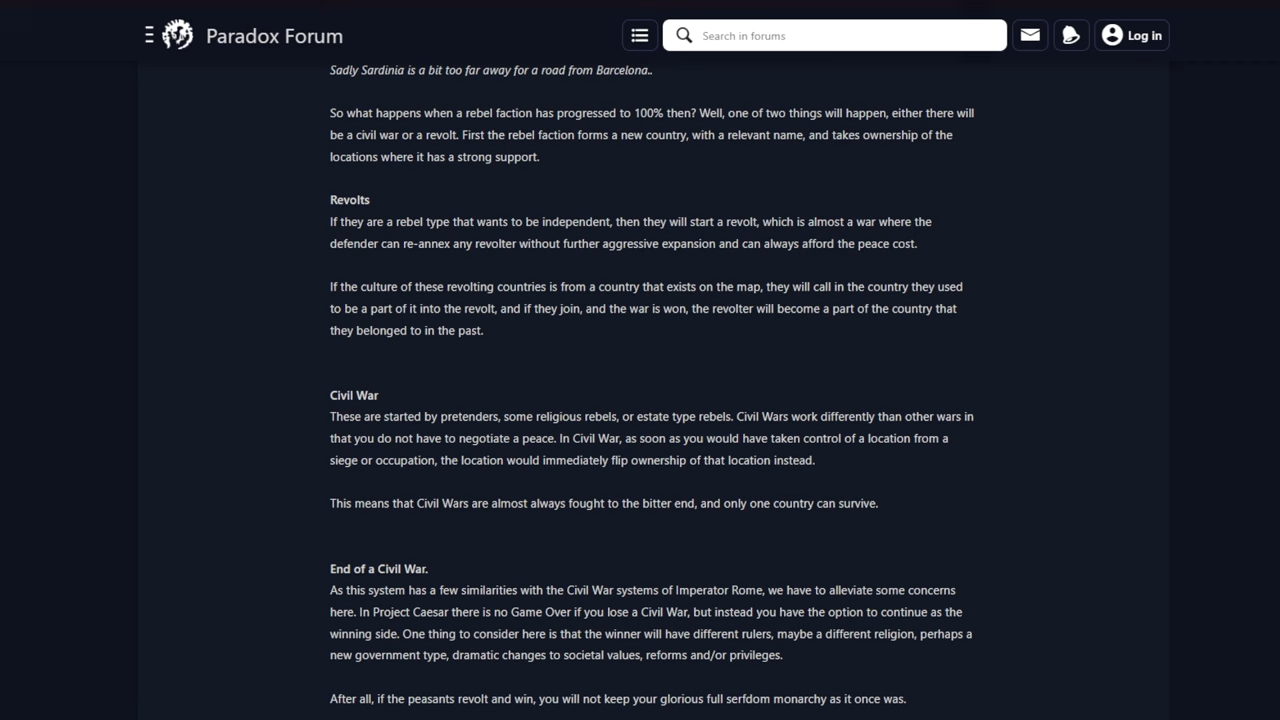 Paradox Forum
Search in forums
Log in
Sadly Sardinia is a bit too far away for a road from Barcelona..
So what happens when a rebel faction has progressed to 100% then? Well, one of two things will happen, either there will
be a civil war or a revolt. First the rebel faction forms a new country, with a relevant name, and takes ownership of the
locations where it has a strong support.
Revolts
If they are a rebel type that wants to be independent, then they will start a revolt, which is almost a war where the
defender can re-annex any revolter without further aggressive expansion and can always afford the peace cost.
If the culture of these revolting countries is from a country that exists on the map, they will call in the country they used
to be a part of it into the revolt, and if they join, and the war is won, the revolter will become a part of the country that
they belonged to in the past.
Civil War
These are started by pretenders, some religious rebels, or estate type rebels. Civil Wars work differently than other wars in
that you do not have to negotiate a peace. In Civil War, as soon as you would have taken control of a location from a
siege or occupation, the location would immediately flip ownership of that location instead.
This means that Civil Wars are almost always fought to the bitter end, and only one country can survive.
End of a Civil War.
As this system has a few similarities with the Civil War systems of Imperator Rome, we have to alleviate some concerns
here. In Project Caesar there is no Game Over if you lose a Civil War, but instead you have the option to continue as the
winning side. One thing to consider here is that the winner will have different rulers, maybe a different religion, perhaps a
new government type, dramatic changes to societal values, reforms and/or privileges.
After all, if the peasants revolt and win, you will not keep your glorious full serfdom monarchy as it once was.